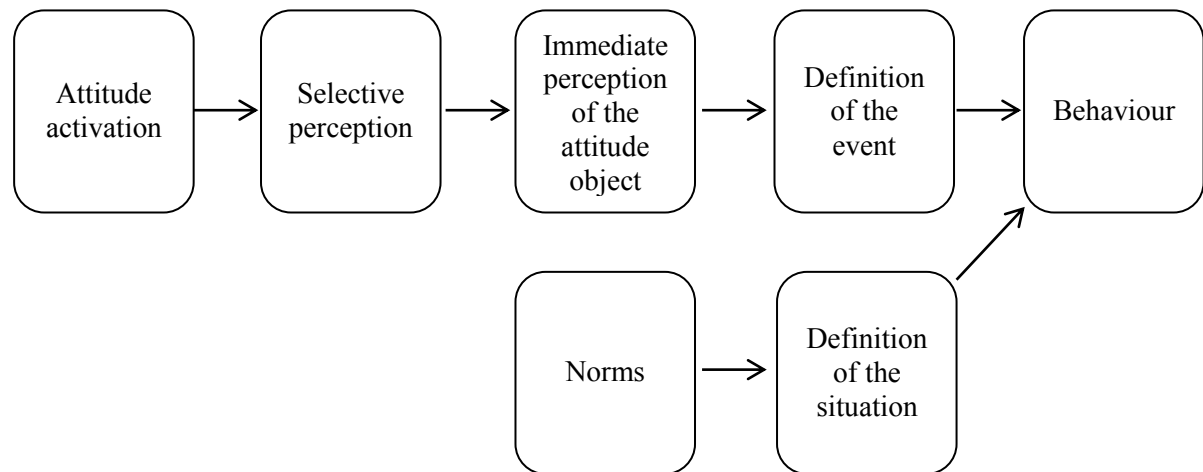 Attitude
activation
Selective
perception
Immediate
perception
of the
attitude
object
Definition
of the
event
Behaviour
Norms
Definition
of the
situation